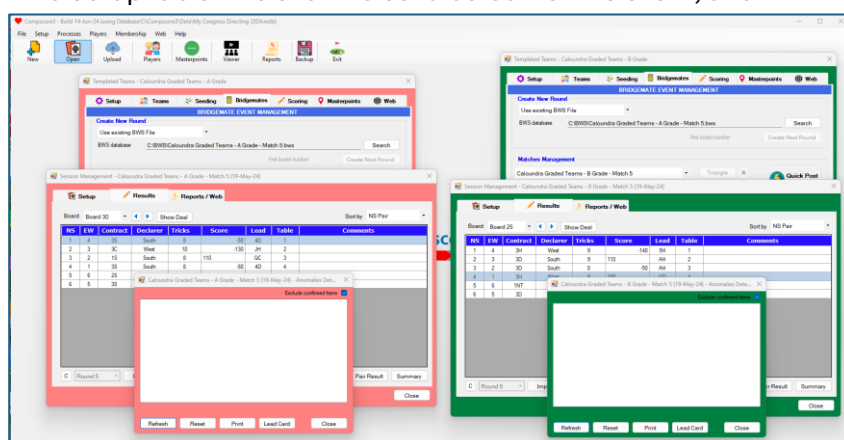 Compscore3 - Build 14-Jun-24 (using Database:C:\Compscore3\Data\My Congress Directing 2024.mdb)
File Setup Processes Players Membership Web Help
New Open Upload Players Masterpoints Viewer Reports Backup Exit
Templated Teams - Caloundra Graded Teams - A Grade
Setup Teams Seeding Bridgemates Scoring Masterpoints Web
BRIDGEMATE EVENT MANAGEMENT
Create New Round
Use existing BWS File
BWS database C:\BWS\Caloundra Graded Teams - A Grade - Match 5.bws Search
First board number Create Next Round
Session Management - Caloundra Graded Teams - A Grade - Match 5 (19-May-24)
Setup Results Reports / Web
Board Board 30 Show Deal Sort by NS Pair
NS EW Contract Declarer Tricks Score Lead Table Comments
1 4 3S South 8 -50 4D 1
2 3 3C West 10 -130 JH 2
3 2 1S South 8 110 QC 3
4 1 3S South 8 -50 4D 4
5 6 2S
6 5 3S
C Round 5 Pair Result Summary
Close
Caloundra Graded Teams - A Grade - Match 5 (19-May-24) - Anomalies Dete...
Exclude confirmed items
Refresh Reset Print Lead Card Close
Templated Teams - Caloundra Graded Teams - B Grade
Setup Teams Seeding Bridgemates Scoring Masterpoints Web
BRIDGEMATE EVENT MANAGEMENT
Create New Round
Use existing BWS File
BWS database C:\BWS\Caloundra Graded Teams - B Grade - Match 5.bws Search
First board number Create Next Round
Matches Management
Caloundra Graded Teams - B Grade - Match 5 Triangle R Quick Post
Session Management - Caloundra Graded Teams - B Grade - Match 5 (19-May-24)
Setup Results Reports / Web
Board Board 25 Show Deal Sort by NS Pair
NS EW Contract Declarer Tricks Score Lead Table Comments
1 4 3H West 9 -140 5H 1
2 3 3D South 9 110 AH 2
3 2 3D South 8 -50 AH 3
4 1
5 6 1NT
6 5 3D
C Round 5 Imp Pair Result Summary
Close
Caloundra Graded Teams - B Grade - Match 5 (19-May-24) - Anomalies Dete...
Exclude confirmed items
Refresh Reset Print Lead Card Close